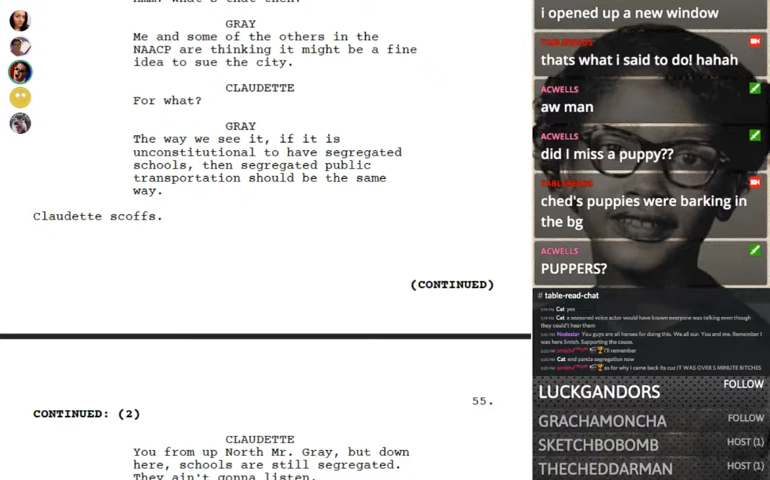 GRAY
Me and some of the others in the
NAACP are thinking it might be a fine
idea to sue the city.
CLAUDETTE
For what?
GRAY
The way we see it, if it is
unconstitutional to have segregated
schools, then segregated public
transportation should be the same
way.
Claudette scoffs.
(CONTINUED)
55.
CONTINUED: (2)
CLAUDETTE
You from up North Mr. Gray, but down
here, schools are still segregated.
They ain't gonna listen.
i opened up a new window
thats what i said to do! hahah
ACWELLS
aw man
ACWELLS
did I miss a puppy??
ched's puppies were barking in
the bg
ACWELLS
PUPPERS?
# table-read-chat
Cat yes
Cat a seasoned voice actor would have known everyone was talking even though
they couldn't hear them
Nodestar You guys are all heroes for doing this. We all our. You and me. Remember I
was here Smish. Supporting the cause.
I'll remember
Cat and panda segregation now
as for why I came back its cuz IT WAS OVER 5 MINUTE BITCHES
LUCKGANDORS FOLLOW
GRACHAMONCHA FOLLOW
SKETCHBOBOMB HOST (1)
THECHEDDARMAN HOST (1)